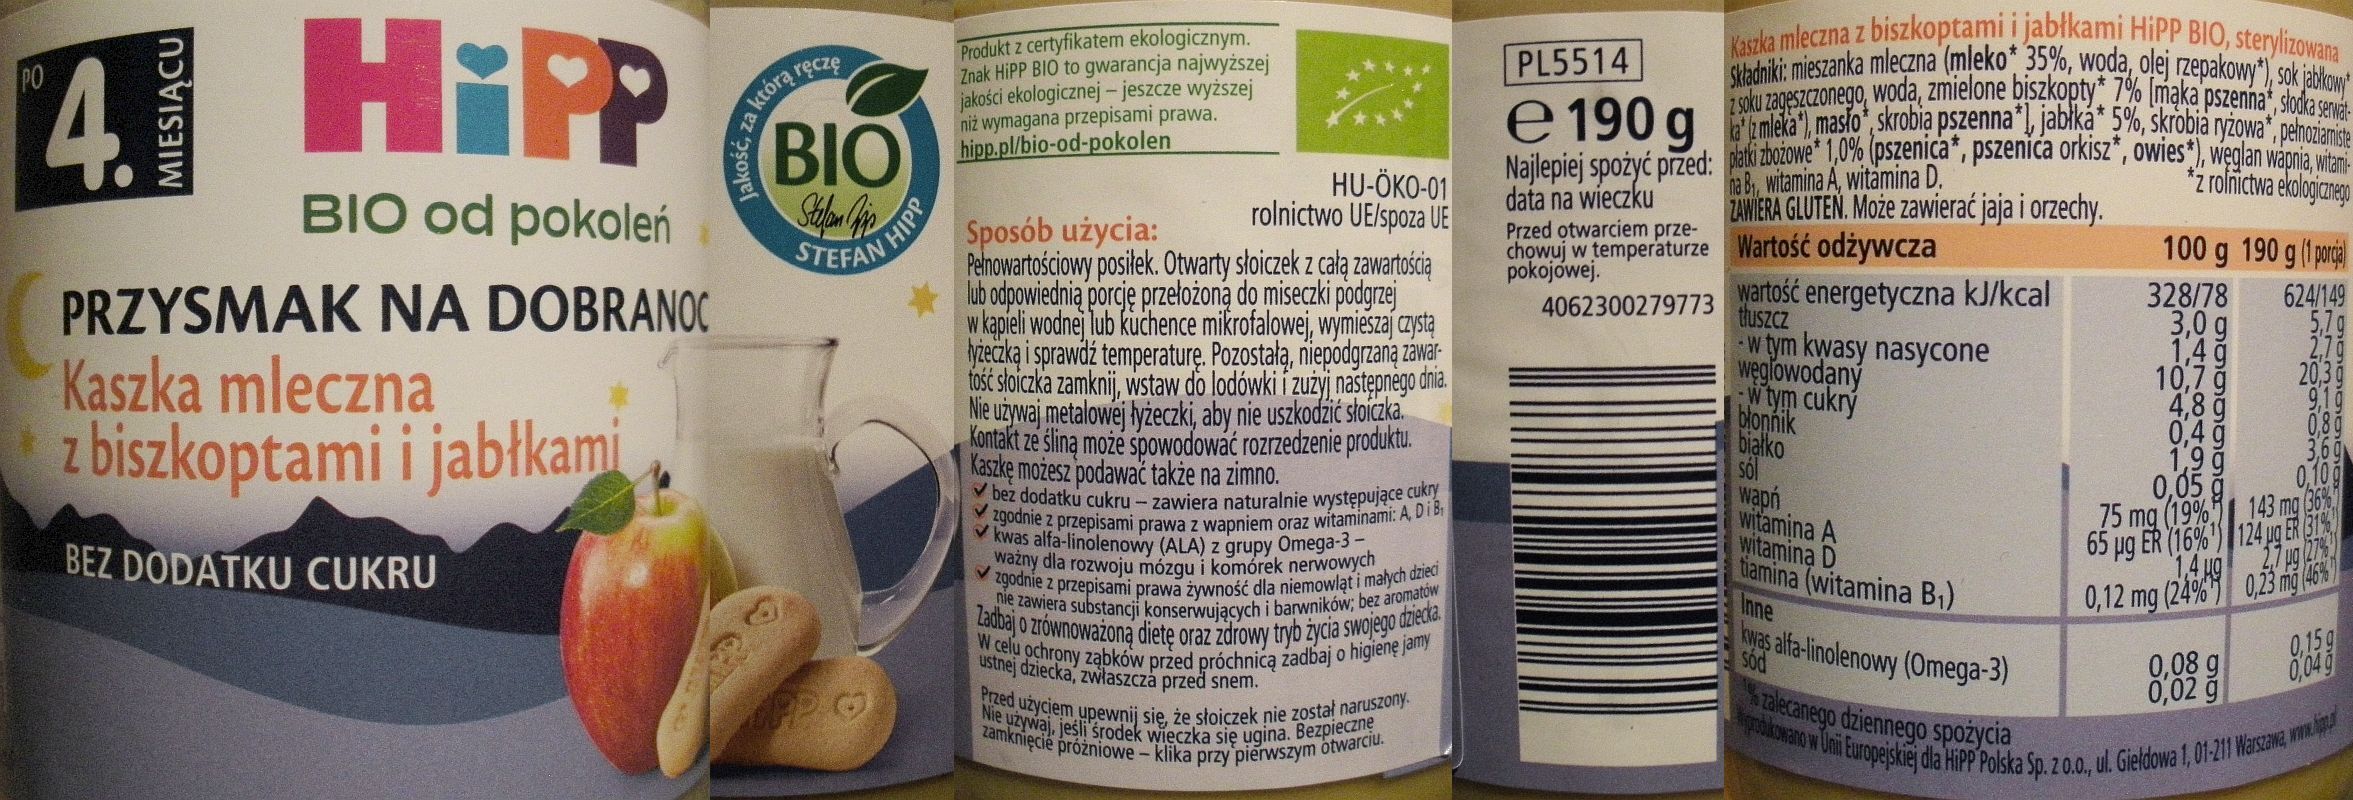 PO
4.
MIESIĄCU
HiPP
BIO od pokoleń
PRZYSMAK NA DOBRANOC
Kaszka mleczna
z biszkoptami i jabłkami
BEZ DODATKU CUKRU
Jakość, za którą ręczę
BIO
STEFAN HIPP
HiPP
Produkt z certyfikatem ekologicznym.
Znak HiPP BIO to gwarancja najwyższej
jakości ekologicznej – jeszcze wyższej
niż wymagana przepisami prawa.
hipp.pl/bio-od-pokolen
HU-ÖKO-01
rolnictwo UE/spoza UE
Sposób użycia:
Pełnowartościowy posiłek. Otwarty słoiczek z całą zawartością
lub odpowiednią porcję przełożoną do miseczki podgrzej
w kąpieli wodnej lub kuchence mikrofalowej, wymieszaj czystą
łyżeczką i sprawdź temperaturę. Pozostałą, niepodgrzaną zawar-
tość słoiczka zamknij, wstaw do lodówki i zużyj następnego dnia.
Nie używaj metalowej łyżeczki, aby nie uszkodzić słoiczka.
Kontakt ze śliną może spowodować rozrzedzenie produktu.
Kaszkę możesz podawać także na zimno.
bez dodatku cukru – zawiera naturalnie występujące cukry
zgodnie z przepisami prawa z wapniem oraz witaminami: A, D i B₁
kwas alfa-linolenowy (ALA) z grupy Omega-3 –
ważny dla rozwoju mózgu i komórek nerwowych
zgodnie z przepisami prawa żywność dla niemowląt i małych dzieci
nie zawiera substancji konserwujących i barwników; bez aromatów
Zadbaj o zrównoważoną dietę oraz zdrowy tryb życia swojego dziecka.
W celu ochrony ząbków przed próchnicą zadbaj o higienę jamy
ustnej dziecka, zwłaszcza przed snem.
Przed użyciem upewnij się, że słoiczek nie został naruszony.
Nie używaj, jeśli środek wieczka się ugina. Bezpieczne
zamknięcie próżniowe – klika przy pierwszym otwarciu.
PL5514
e 190 g
Najlepiej spożyć przed:
data na wieczku
Przed otwarciem prze-
chowuj w temperaturze
pokojowej.
4062300279773
Kaszka mleczna z biszkoptami i jabłkami HiPP BIO, sterylizowana
Składniki: mieszanka mleczna (mleko* 35%, woda, olej rzepakowy*), sok jabłkowy*
z soku zagęszczonego, woda, zmielone biszkopty* 7% [mąka pszenna*, słodka serwat-
ka* (z mleka*), masło*, skrobia pszenna*], jabłka* 5%, skrobia ryżowa*, pełnoziarniste
płatki zbożowe* 1,0% (pszenica*, pszenica orkisz*, owies*), węglan wapnia, witami-
na B₁, witamina A, witamina D.
*z rolnictwa ekologicznego
ZAWIERA GLUTEN. Może zawierać jaja i orzechy.
Wartość odżywcza 100 g 190 g (1 porcja)
wartość energetyczna kJ/kcal 328/78 624/149
tłuszcz 3,0 g 5,7 g
- w tym kwasy nasycone 1,4 g 2,7 g
węglowodany 10,7 g 20,3 g
- w tym cukry 4,8 g 9,1 g
błonnik 0,4 g 0,8 g
białko 1,9 g 3,6 g
sól 0,05 g 0,10 g
wapń 75 mg (19%¹) 143 mg (36%¹)
witamina A 65 µg ER (16%¹) 124 µg ER (31%¹)
witamina D 1,4 µg 2,7 µg (27%¹)
tiamina (witamina B₁) 0,12 mg (24%¹) 0,23 mg (46%¹)
Inne
kwas alfa-linolenowy (Omega-3) 0,08 g 0,15 g
sód 0,02 g 0,04 g
¹% zalecanego dziennego spożycia
Wyprodukowano w Unii Europejskiej dla HiPP Polska Sp. z o.o., ul. Giełdowa 1, 01-211 Warszawa, www.hipp.pl